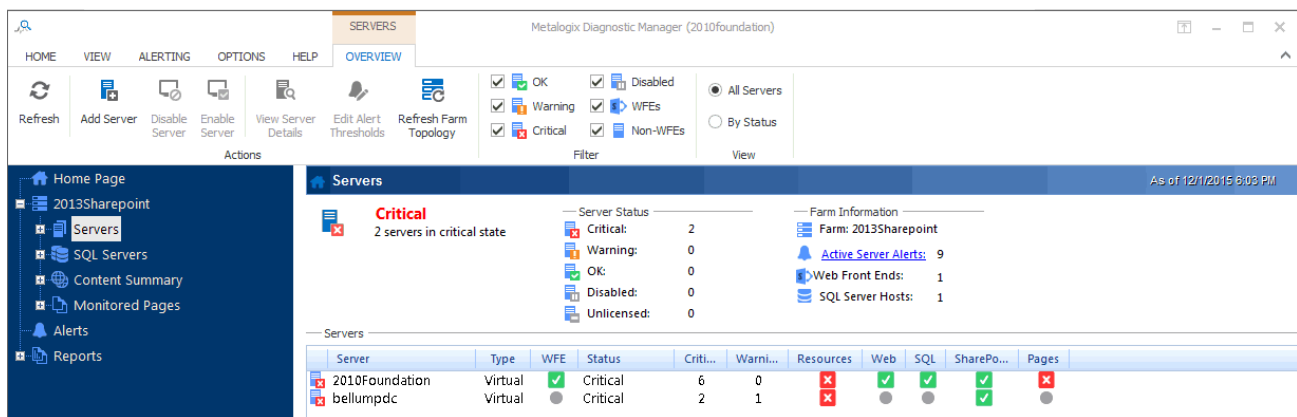 SERVERS
Metalogix Diagnostic Manager (2010foundation)
HOME VIEW ALERTING OPTIONS HELP OVERVIEW
Refresh
Add Server
Disable Server
Enable Server
View Server Details
Edit Alert Thresholds
Refresh Farm Topology
Actions
OK Disabled
Warning WFEs
Critical Non-WFEs
Filter
All Servers
By Status
View
Home Page
2013Sharepoint
Servers
SQL Servers
Content Summary
Monitored Pages
Alerts
Reports
Servers As of 12/1/2015 6:03 PM
Critical
2 servers in critical state
Server Status
Critical: 2
Warning: 0
OK: 0
Disabled: 0
Unlicensed: 0
Farm Information
Farm: 2013Sharepoint
Active Server Alerts: 9
Web Front Ends: 1
SQL Server Hosts: 1
Servers
Server Type WFE Status Criti... Warni... Resources Web SQL SharePo... Pages
2010Foundation Virtual Critical 6 0
bellumpdc Virtual Critical 2 1